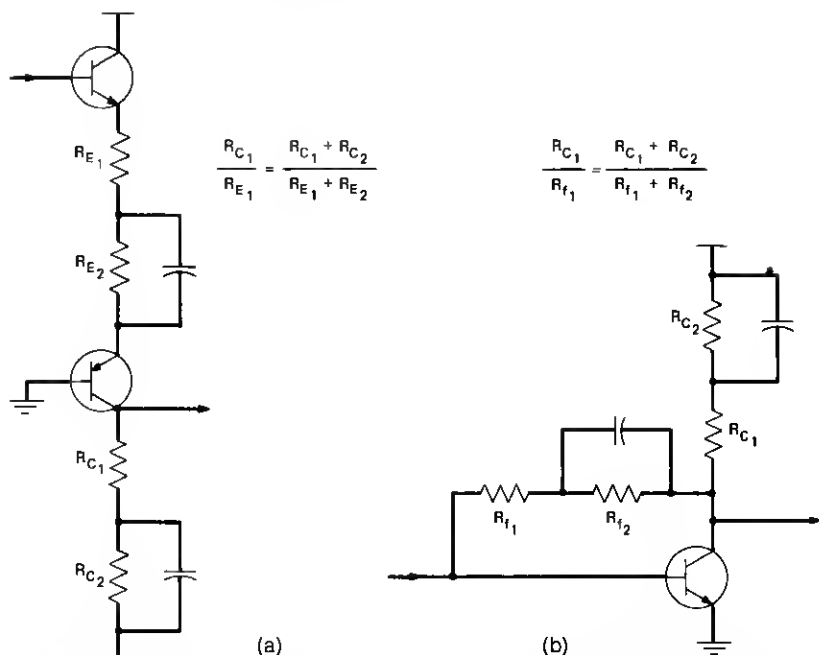 R_E1
R_C1 / R_E1 = (R_C1 + R_C2) / (R_E1 + R_E2)
R_C1 / R_f1 = (R_C1 + R_C2) / (R_f1 + R_f2)
R_E2
R_C2
R_C1
R_C1
R_f1
R_f2
R_C2
(a)
(b)